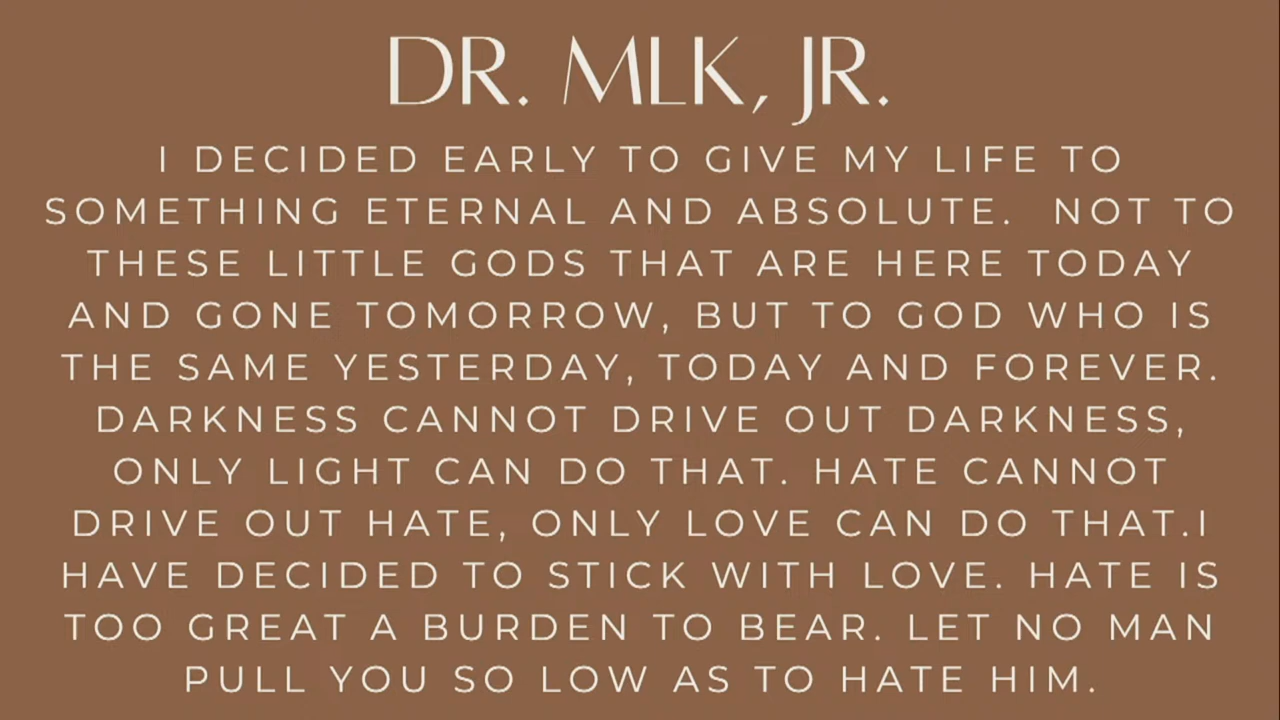 DR. MLK, JR.
I DECIDED EARLY TO GIVE MY LIFE TO
SOMETHING ETERNAL AND ABSOLUTE.  NOT TO
THESE LITTLE GODS THAT ARE HERE TODAY
AND GONE TOMORROW, BUT TO GOD WHO IS
THE SAME YESTERDAY, TODAY AND FOREVER.
DARKNESS CANNOT DRIVE OUT DARKNESS,
ONLY LIGHT CAN DO THAT. HATE CANNOT
DRIVE OUT HATE, ONLY LOVE CAN DO THAT.I
HAVE DECIDED TO STICK WITH LOVE. HATE IS
TOO GREAT A BURDEN TO BEAR. LET NO MAN
PULL YOU SO LOW AS TO HATE HIM.